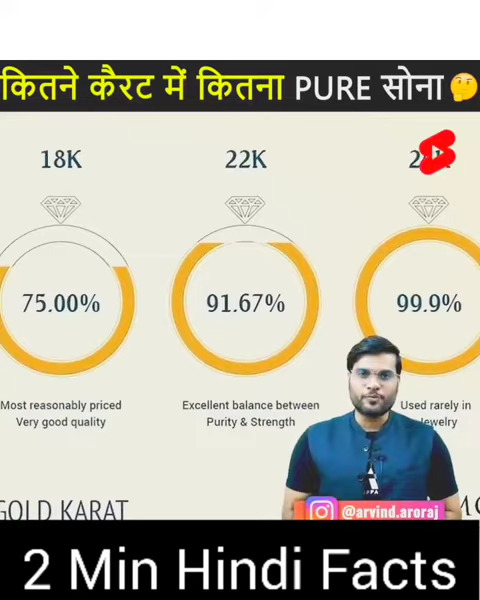 कितने कैरट में कितना PURE सोना🤔
18K
22K
75.00%
91.67%
99.9%
Most reasonably priced
Very good quality
Excellent balance between
Purity & Strength
Used rarely in
GOLD KARAT
@arvind.aroraj
2 Min Hindi Facts